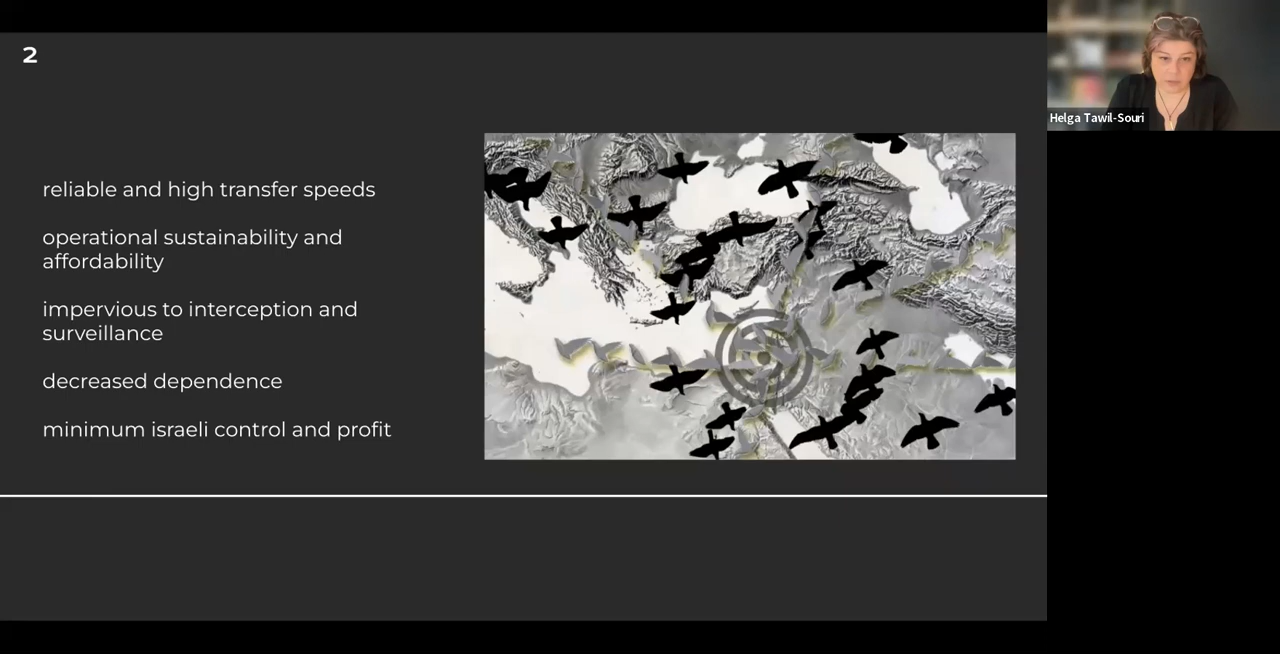 2
reliable and high transfer speeds
operational sustainability and
affordability
impervious to interception and
surveillance
decreased dependence
minimum israeli control and profit
Helga Tawil-Souri